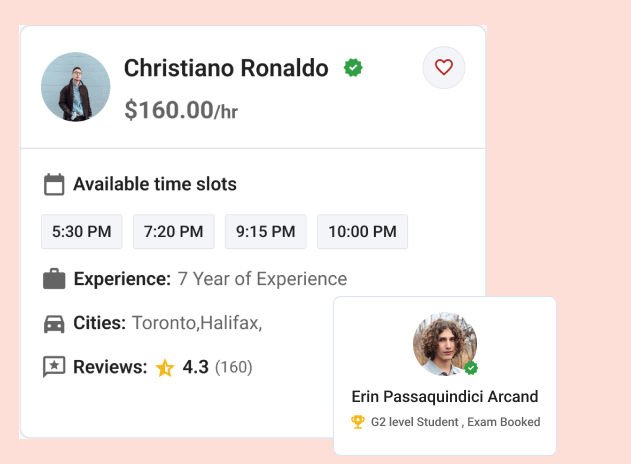 Christiano Ronaldo
$160.00/hr
Available time slots
5:30 PM 7:20 PM 9:15 PM 10:00 PM
Experience: 7 Year of Experience
Cities: Toronto,Halifax,
Reviews: 4.3 (160)
Erin Passaquindici Arcand
G2 level Student , Exam Booked